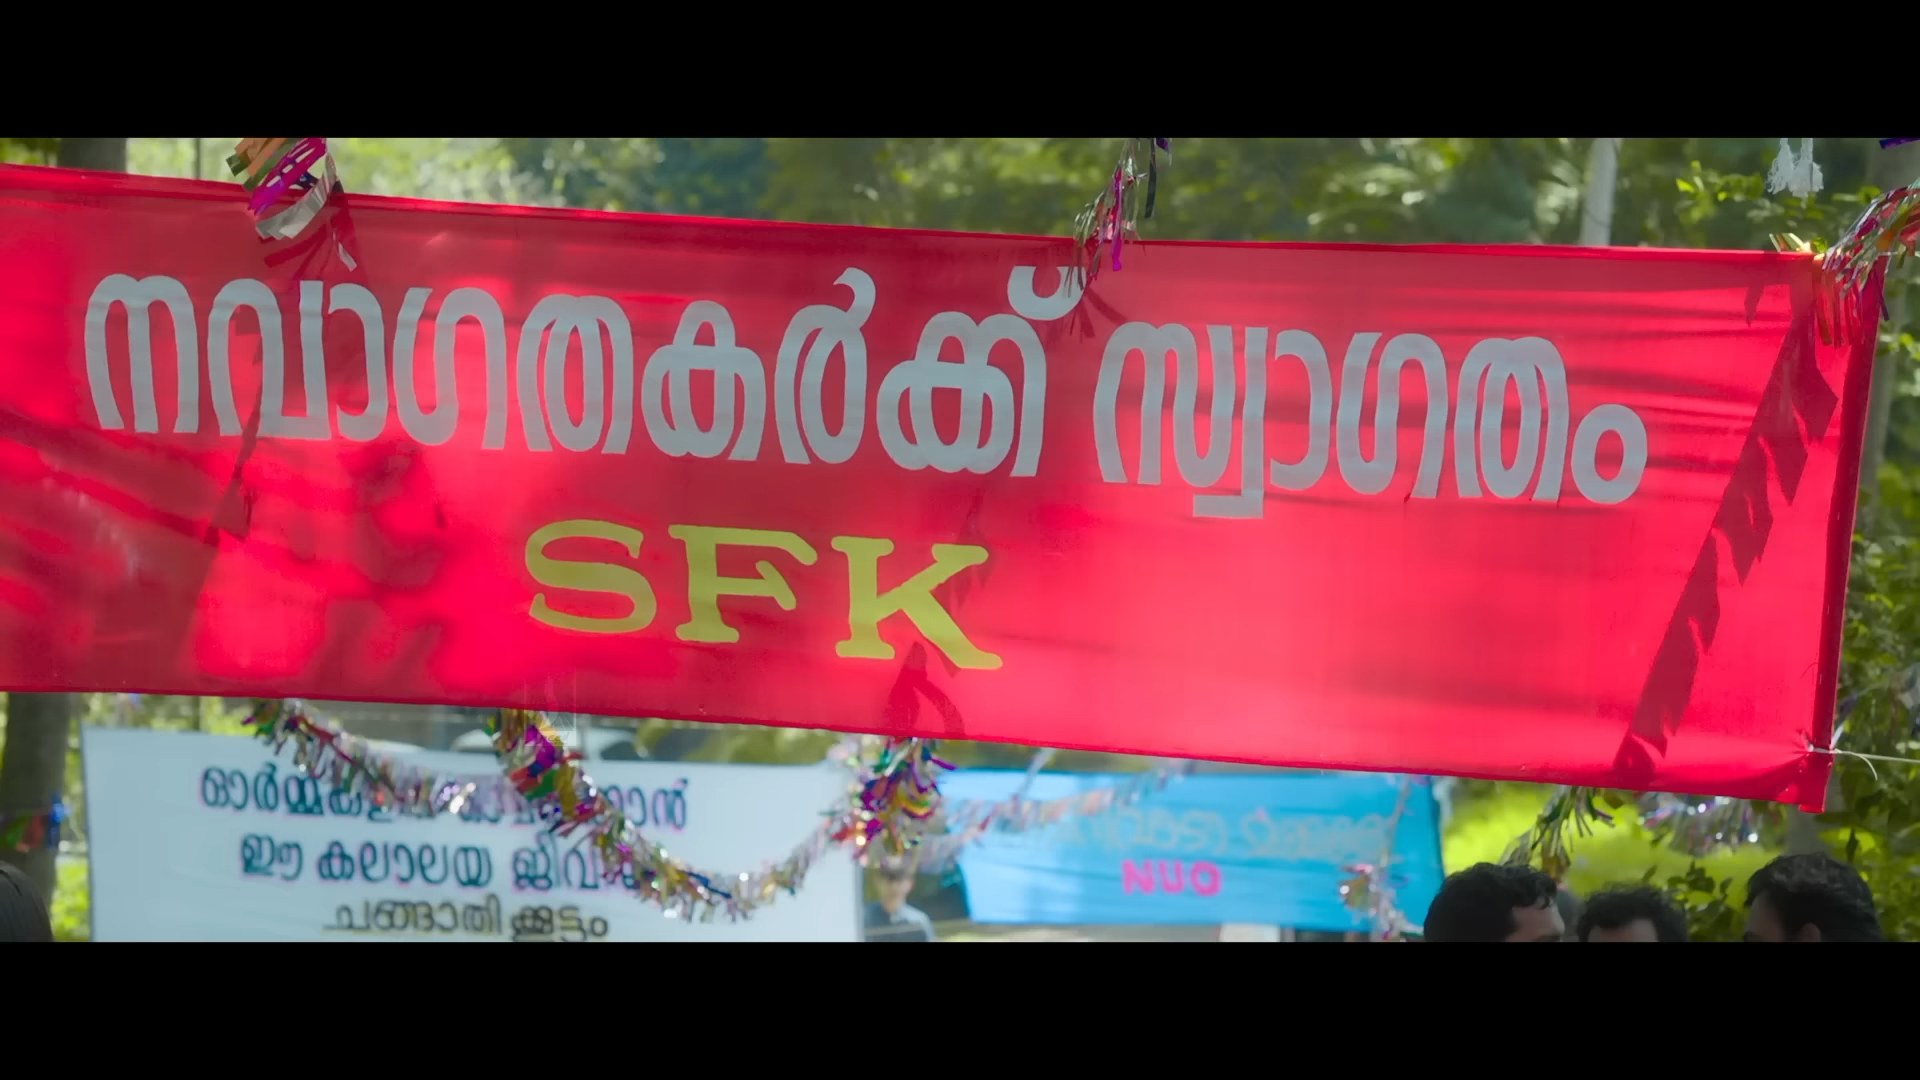 നവാഗതകർക്ക് സ്വാഗതം
SFK
ഈ കലാലയ
ചങ്ങാതിക്കൂട്ടം
NUO